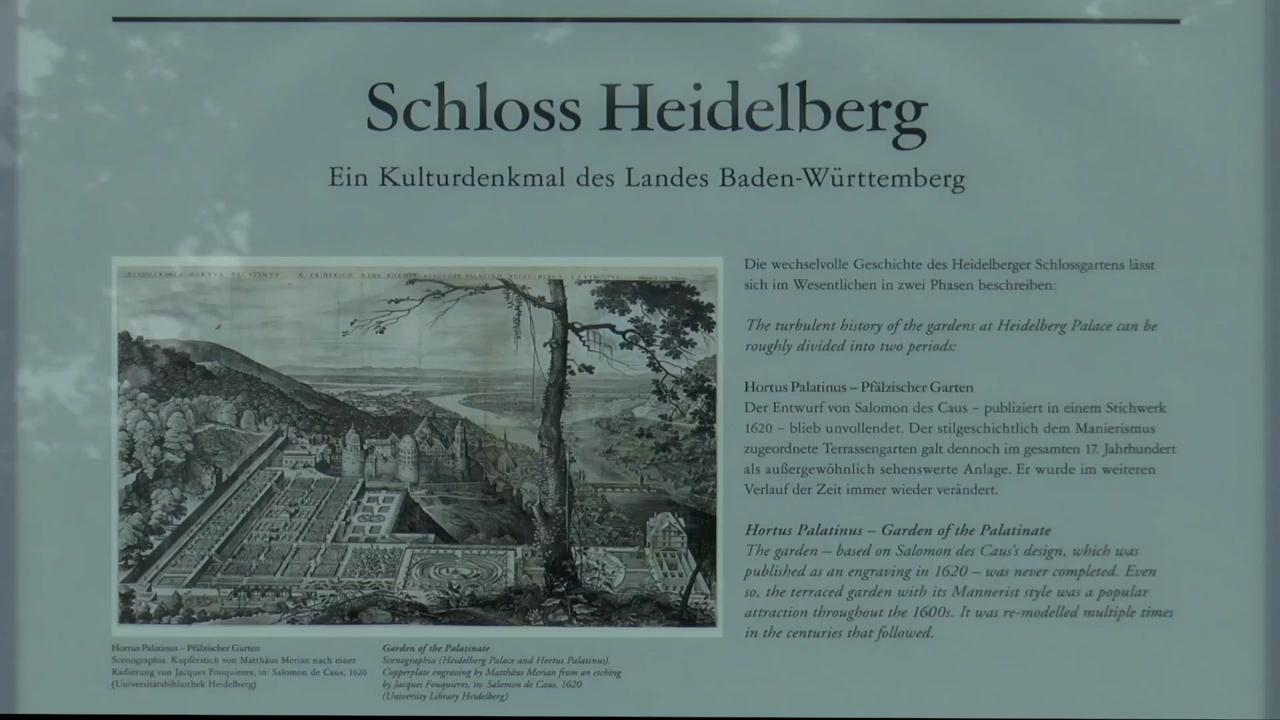 Schloss Heidelberg
Ein Kulturdenkmal des Landes Baden-Württemberg
Die wechselvolle Geschichte des Heidelberger Schlossgartens lässt
sich im Wesentlichen in zwei Phasen beschreiben:
The turbulent history of the gardens at Heidelberg Palace can be
roughly divided into two periods:
Hortus Palatinus – Pfälzischer Garten
Der Entwurf von Salomon des Caus – publiziert in einem Stichwerk
1620 – blieb unvollendet. Der stilgeschichtlich dem Manierismus
zugeordnete Terrassengarten galt dennoch im gesamten 17. Jahrhundert
als außergewöhnlich sehenswerte Anlage. Er wurde im weiteren
Verlauf der Zeit immer wieder verändert.
Hortus Palatinus – Garden of the Palatinate
The garden – based on Salomon des Caus's design, which was
published as an engraving in 1620 – was never completed. Even
so, the terraced garden with its Mannerist style was a popular
attraction throughout the 1600s. It was re-modelled multiple times
in the centuries that followed.
Hortus Palatinus – Pfälzischer Garten
Scenographia. Kupferstich von Matthäus Merian nach einer
Radierung von Jacques Fouquieres, in: Salomon de Caus, 1620
(Universitätsbibliothek Heidelberg)
Garden of the Palatinate
Scenographia (Heidelberg Palace and Hortus Palatinus).
Copperplate engraving by Matthäus Merian from an etching
by Jacques Fouquieres, in: Salomon de Caus, 1620
(University Library Heidelberg)